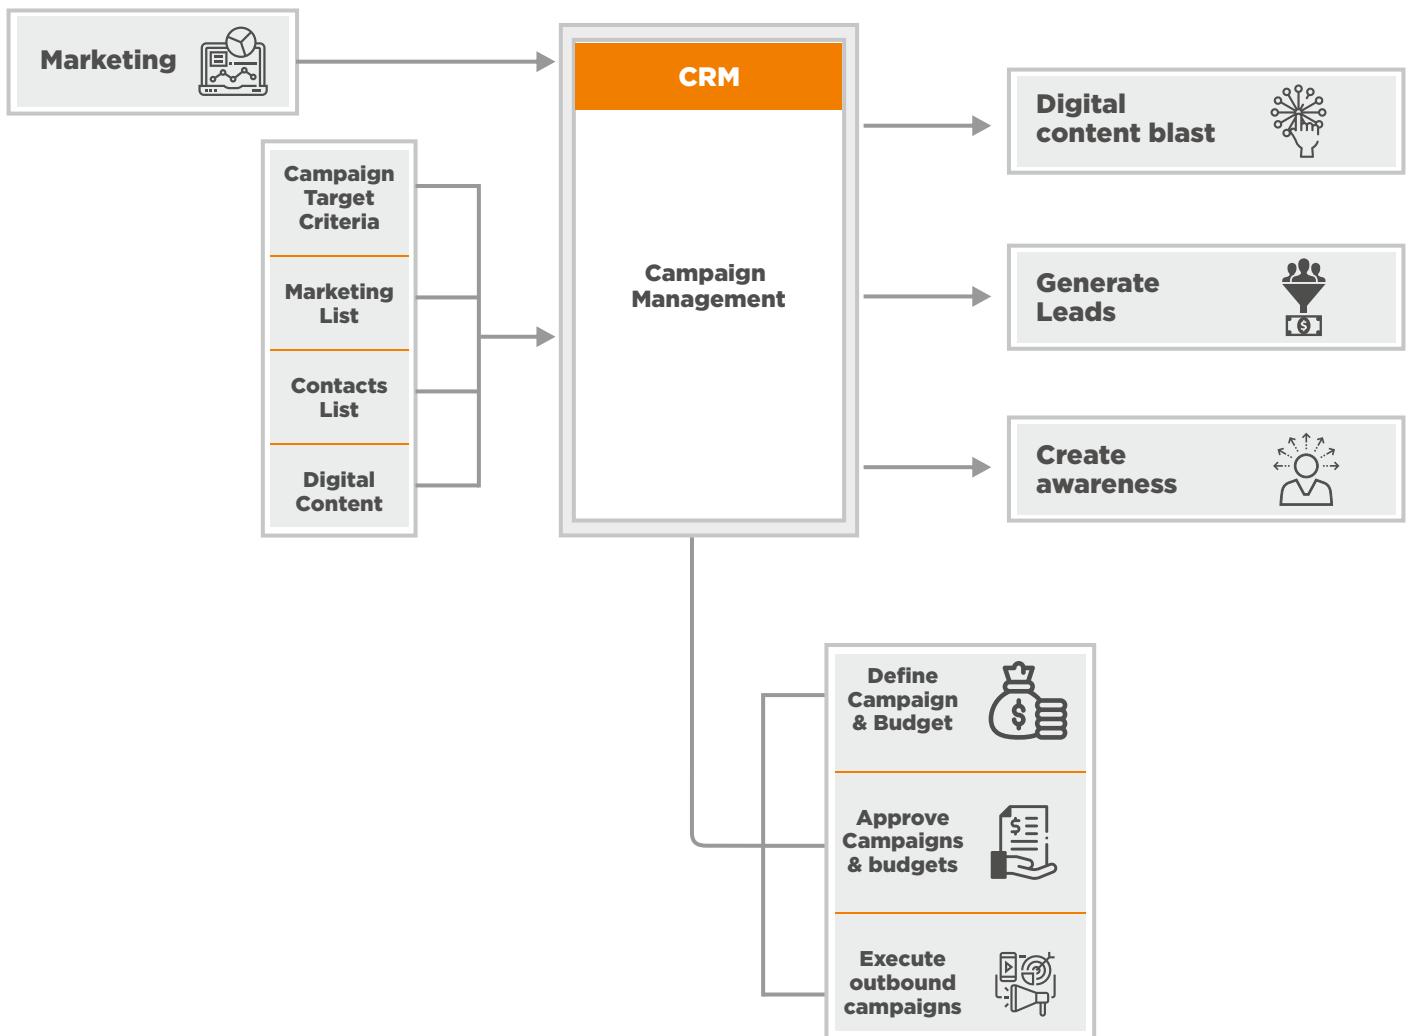 Marketing
CRM
Digital
content blast
Campaign
Target
Criteria
Marketing
List
Contacts
List
Digital
Content
Campaign
Management
Generate
Leads
Create
awareness
Define
Campaign
& Budget
Approve
Campaigns
& budgets
Execute
outbound
campaigns